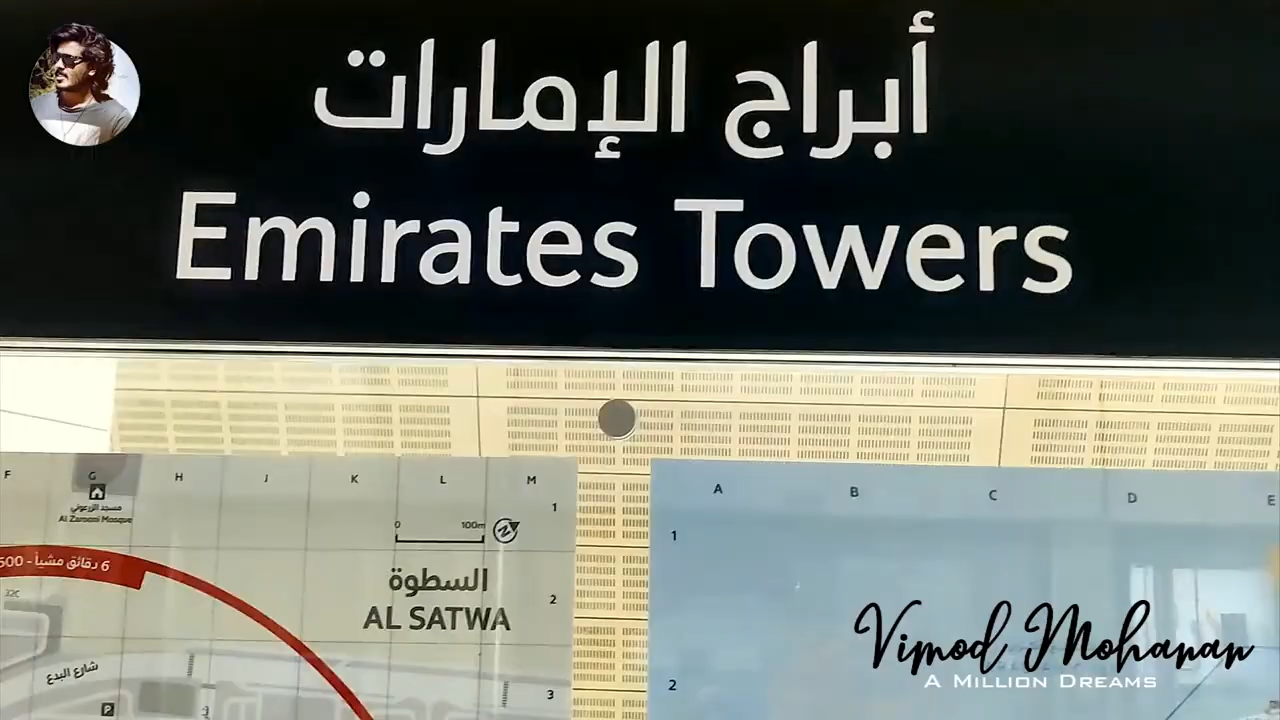 أبراج الإمارات
Emirates Towers
F G H J K L M
مسجد الزرعوني
Al Zarooni Mosque
0 100m
1
6 دقائق مشياً - 500
32C
السطوة
AL SATWA
2
شارع البدع
3
P
A B C D E
1
2
Vimod Mohanan
A MILLION DREAMS